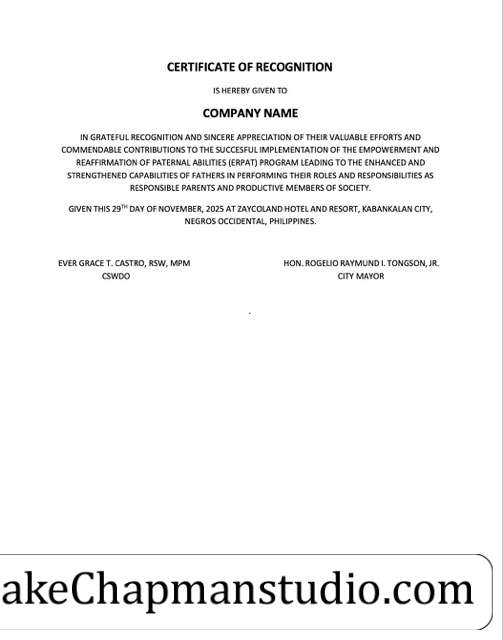 CERTIFICATE OF RECOGNITION
IS HEREBY GIVEN TO
COMPANY NAME
IN GRATEFUL RECOGNITION AND SINCERE APPRECIATION OF THEIR VALUABLE EFFORTS AND
COMMENDABLE CONTRIBUTIONS TO THE SUCCESFUL IMPLEMENTATION OF THE EMPOWERMENT AND
REAFFIRMATION OF PATERNAL ABILITIES (ERPAT) PROGRAM LEADING TO THE ENHANCED AND
STRENGTHENED CAPABILITIES OF FATHERS IN PERFORMING THEIR ROLES AND RESPONSIBILITIES AS
RESPONSIBLE PARENTS AND PRODUCTIVE MEMBERS OF SOCIETY.
GIVEN THIS 29TH DAY OF NOVEMBER, 2025 AT ZAYCOLAND HOTEL AND RESORT, KABANKALAN CITY,
NEGROS OCCIDENTAL, PHILIPPINES.
EVER GRACE T. CASTRO, RSW, MPM HON. ROGELIO RAYMUND I. TONGSON, JR.
CSWDO CITY MAYOR
.
akeChapmanstudio.com